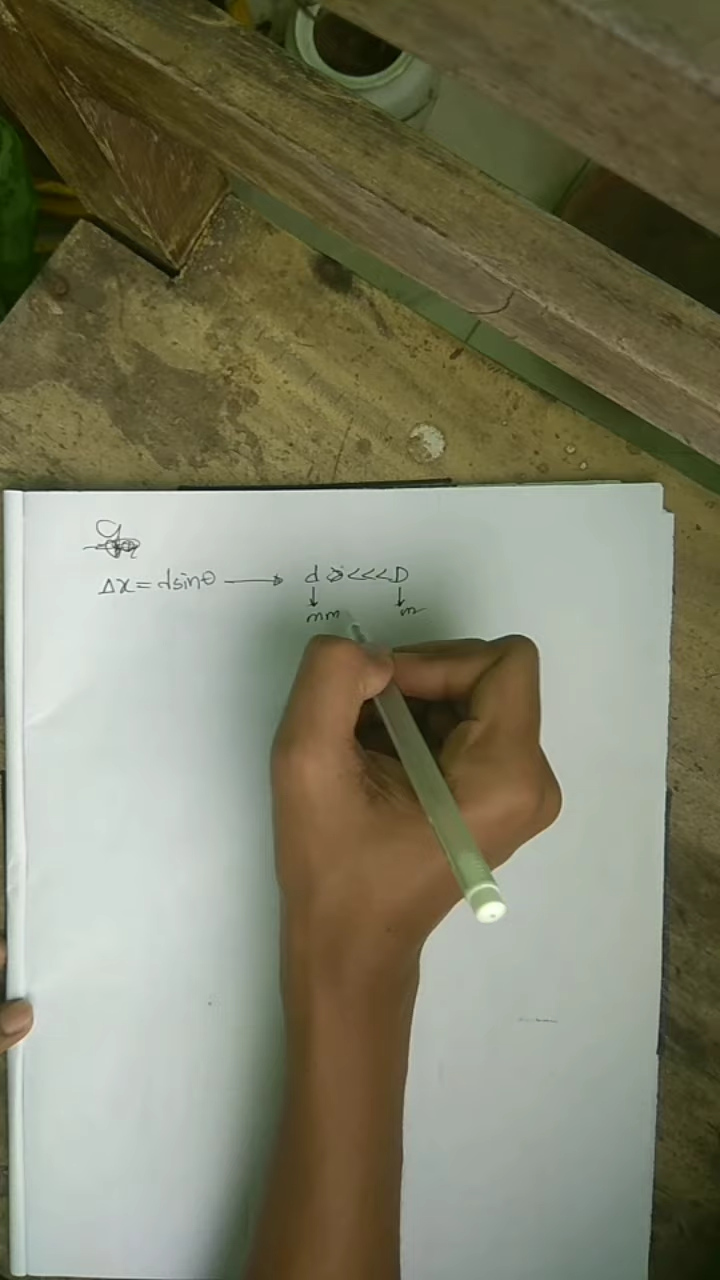 Δx = dsinθ → d <<< D
↓ ↓
mm m